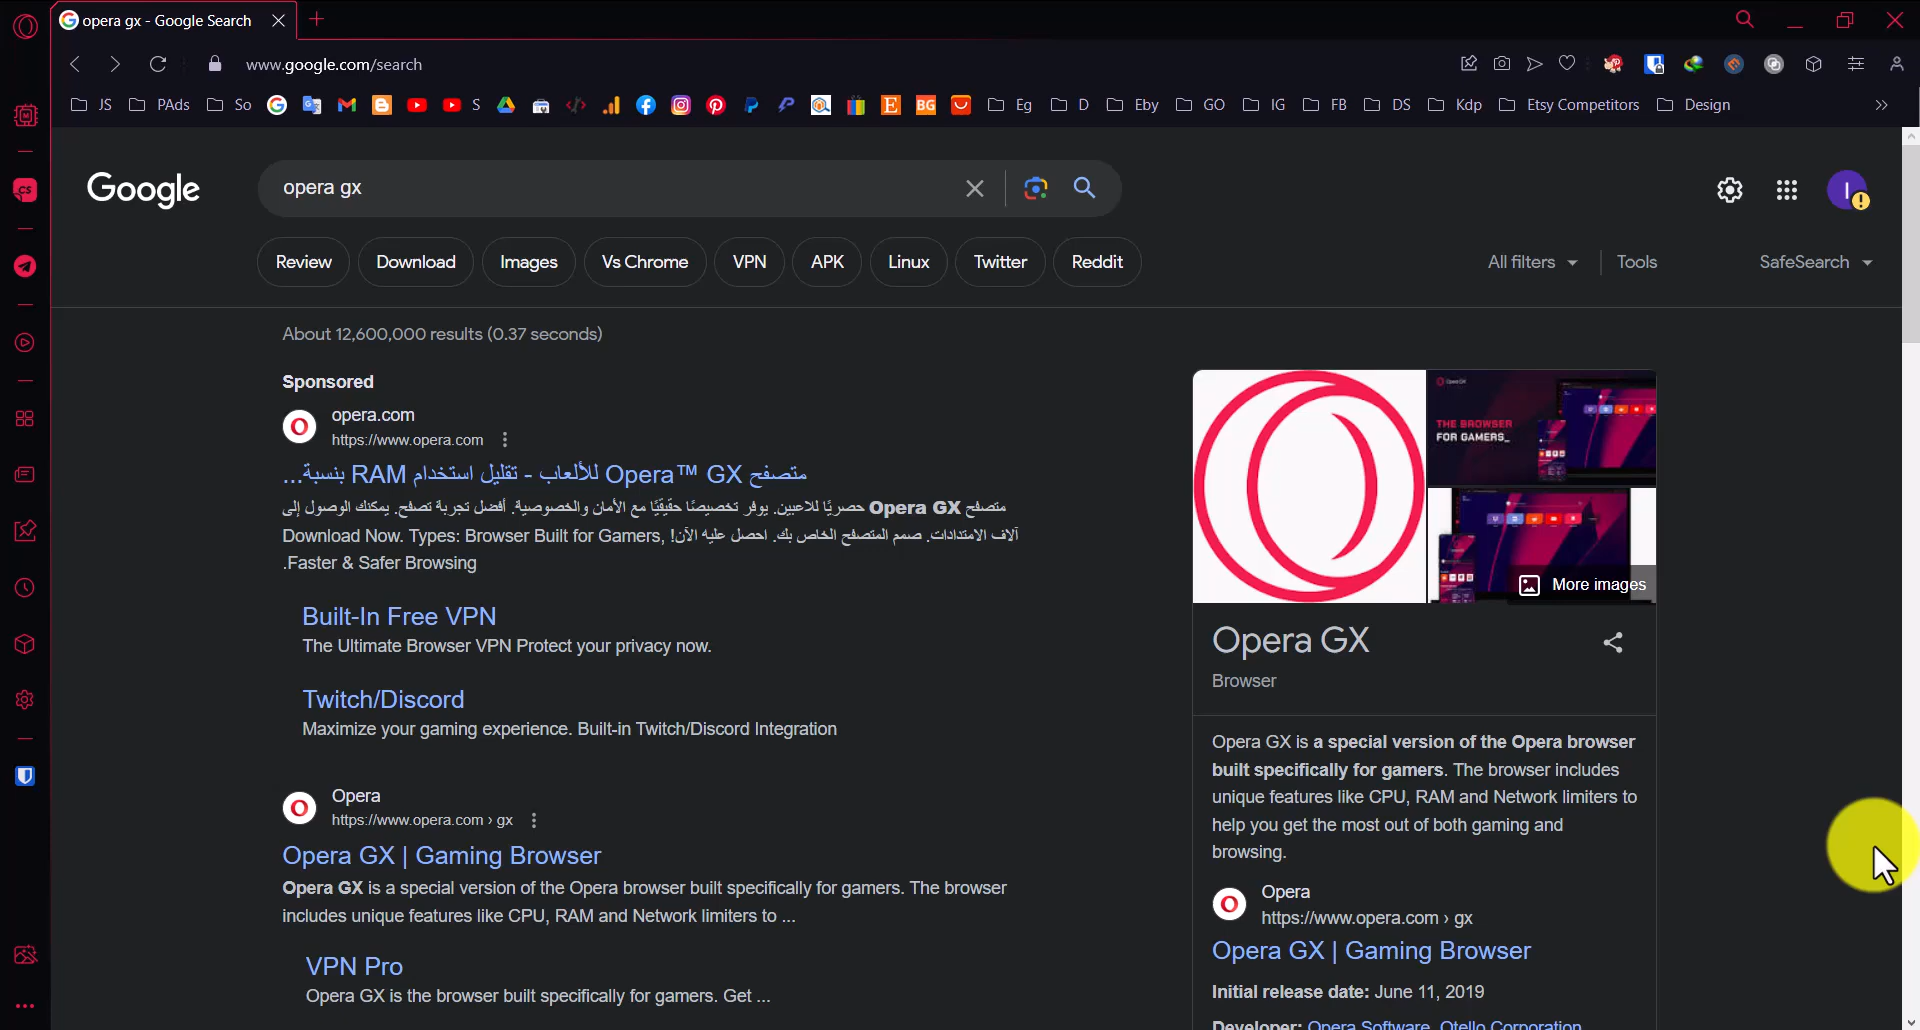 opera gx - Google Search
www.google.com/search
JS
PAds
So
S
BG
Eg
D
Eby
GO
IG
FB
DS
Kdp
Etsy Competitors
Design
Google
opera gx
I
Review
Download
Images
Vs Chrome
VPN
APK
Linux
Twitter
Reddit
All filters
Tools
SafeSearch
About 12,600,000 results (0.37 seconds)
Sponsored
opera.com
https://www.opera.com
متصفح Opera™ GX للألعاب - تقليل استخدام RAM بنسبة...
متصفح Opera GX حصريًا للاعبين. يوفر تخصيصًا حقيقيًا مع الأمان والخصوصية. أفضل تجربة تصفح. يمكنك الوصول إلى
آلاف الامتدادات. صمم المتصفح الخاص بك. احصل عليه الآن! Download Now. Types: Browser Built for Gamers,
Faster & Safer Browsing.
Built-In Free VPN
The Ultimate Browser VPN Protect your privacy now.
Twitch/Discord
Maximize your gaming experience. Built-in Twitch/Discord Integration
Opera
https://www.opera.com › gx
Opera GX | Gaming Browser
Opera GX is a special version of the Opera browser built specifically for gamers. The browser
includes unique features like CPU, RAM and Network limiters to ...
VPN Pro
Opera GX is the browser built specifically for gamers. Get ...
THE BROWSER
FOR GAMERS_
More images
Opera GX
Browser
Opera GX is a special version of the Opera browser
built specifically for gamers. The browser includes
unique features like CPU, RAM and Network limiters to
help you get the most out of both gaming and
browsing.
Opera
https://www.opera.com › gx
Opera GX | Gaming Browser
Initial release date: June 11, 2019
Developer: Opera Software, Otello Corporation